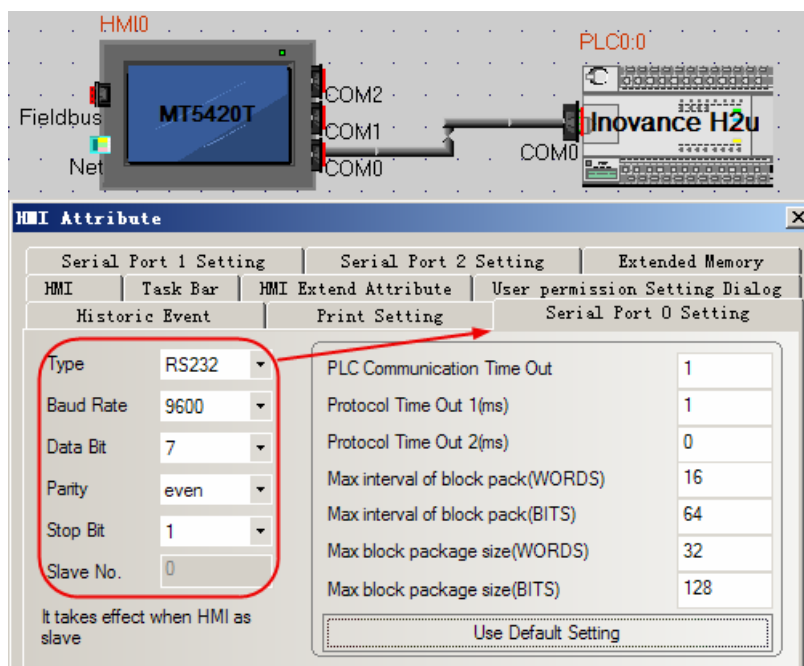 HMI0
PLC0:0
MT5420T
COM2
Fieldbus
COM1
Inovance H2u
COM0
Net
COM0
HMI Attribute
Serial Port 1 Setting
Serial Port 2 Setting
Extended Memory
HMI
Task Bar
HMI Extend Attribute
User permission Setting Dialog
Historic Event
Print Setting
Serial Port 0 Setting
Type
RS232
Baud Rate
9600
Data Bit
7
Parity
even
Stop Bit
1
Slave No.
0
It takes effect when HMI as
slave
PLC Communication Time Out
1
Protocol Time Out 1(ms)
1
Protocol Time Out 2(ms)
0
Max interval of block pack(WORDS)
16
Max interval of block pack(BITS)
64
Max block package size(WORDS)
32
Max block package size(BITS)
128
Use Default Setting